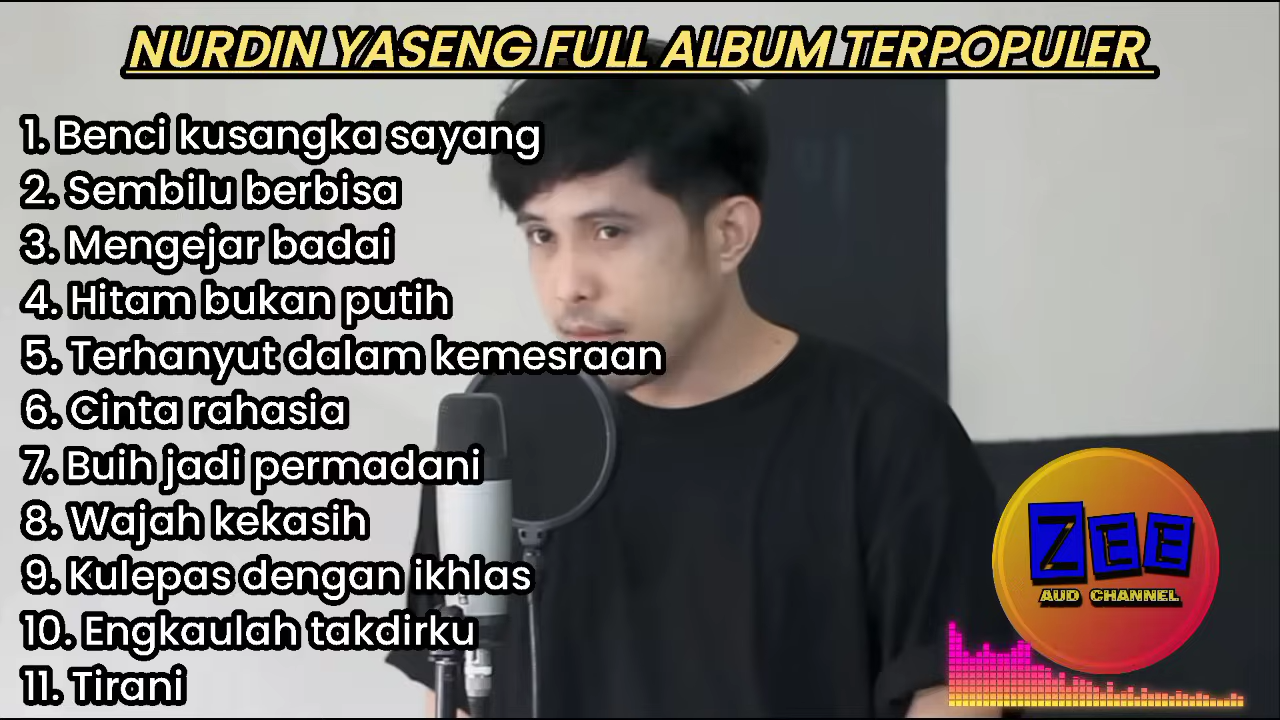 NURDIN YASENG FULL ALBUM TERPOPULER
1. Benci kusangka sayang
2. Sembilu berbisa
3. Mengejar badai
4. Hitam bukan putih
5. Terhanyut dalam kemesraan
6. Cinta rahasia
7. Buih jadi permadani
8. Wajah kekasih
9. Kulepas dengan ikhlas
10. Engkaulah takdirku
11. Tirani
ZEE
AUD CHANNEL